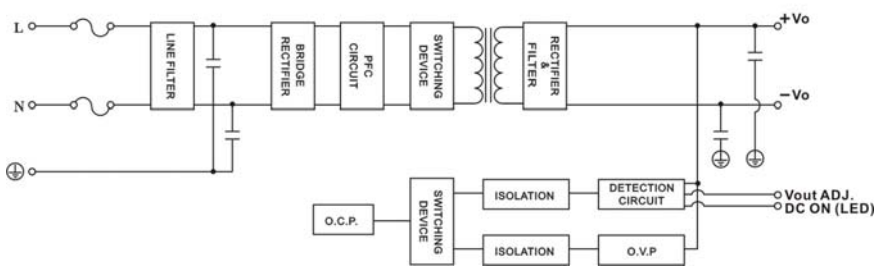 L
N
LINE FILTER
BRIDGE
RECTIFIER
PFC
CIRCUIT
SWITCHING
DEVICE
RECTIFIER
&
FILTER
+Vo
−Vo
O.C.P.
SWITCHING
DEVICE
ISOLATION
DETECTION
CIRCUIT
Vout ADJ.
DC ON (LED)
ISOLATION
O.V.P